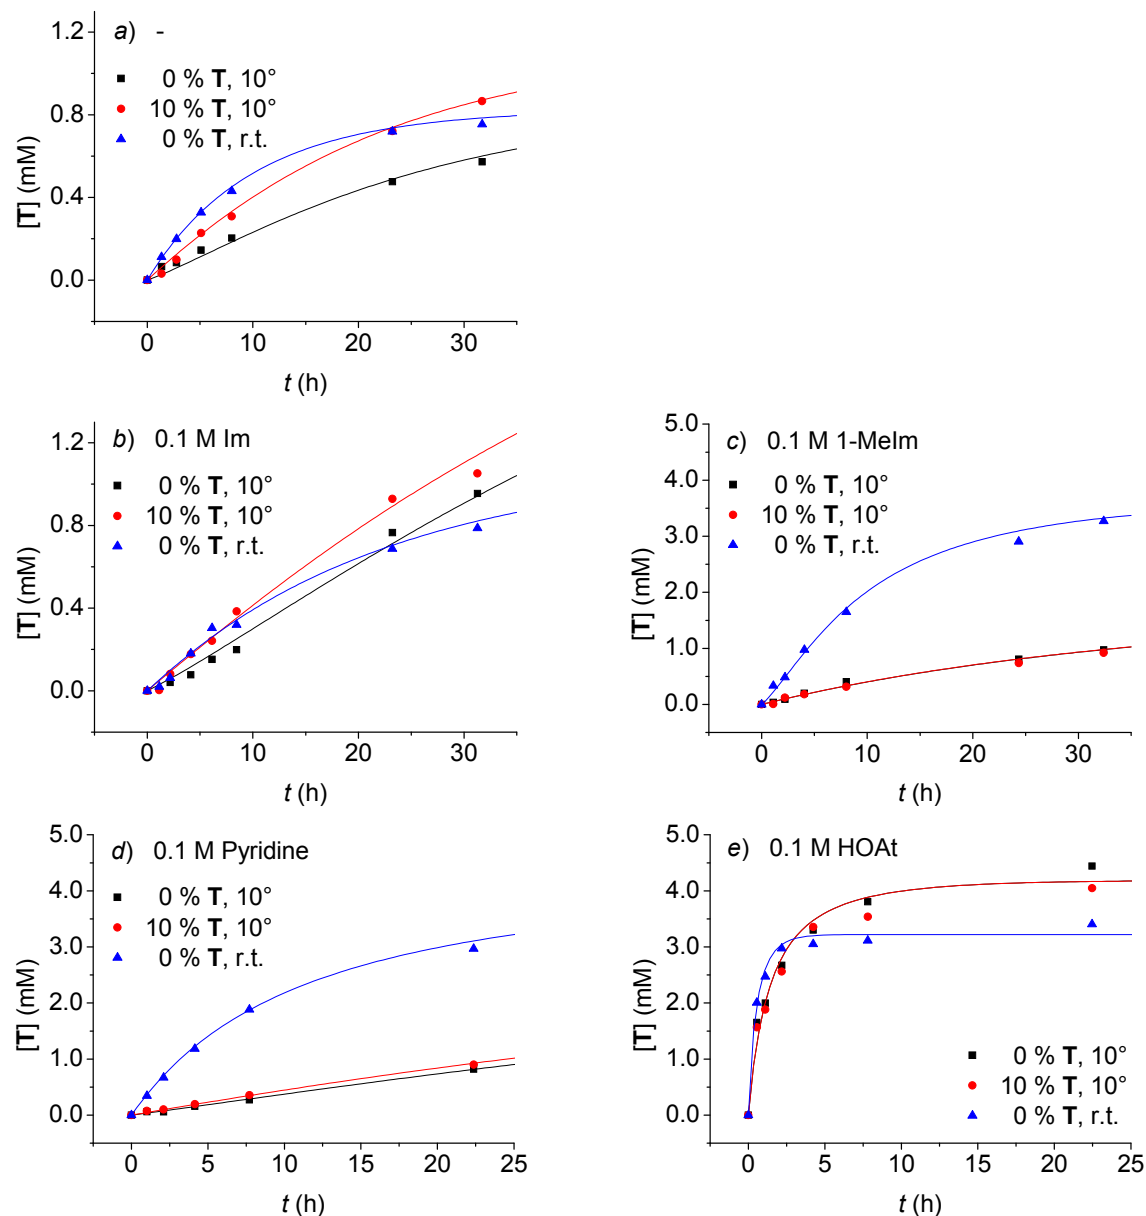 a) -
0 % T, 10°
10 % T, 10°
0 % T, r.t.
[T] (mM)
1.2
0.8
0.4
0.0
0 10 20 30
t (h)
b) 0.1 M Im
0 % T, 10°
10 % T, 10°
0 % T, r.t.
[T] (mM)
1.2
0.8
0.4
0.0
0 10 20 30
t (h)
c) 0.1 M 1-MeIm
0 % T, 10°
10 % T, 10°
0 % T, r.t.
[T] (mM)
5.0
4.0
3.0
2.0
1.0
0.0
0 10 20 30
t (h)
d) 0.1 M Pyridine
0 % T, 10°
10 % T, 10°
0 % T, r.t.
[T] (mM)
5.0
4.0
3.0
2.0
1.0
0.0
0 5 10 15 20 25
t (h)
e) 0.1 M HOAt
0 % T, 10°
10 % T, 10°
0 % T, r.t.
[T] (mM)
5.0
4.0
3.0
2.0
1.0
0.0
0 5 10 15 20 25
t (h)